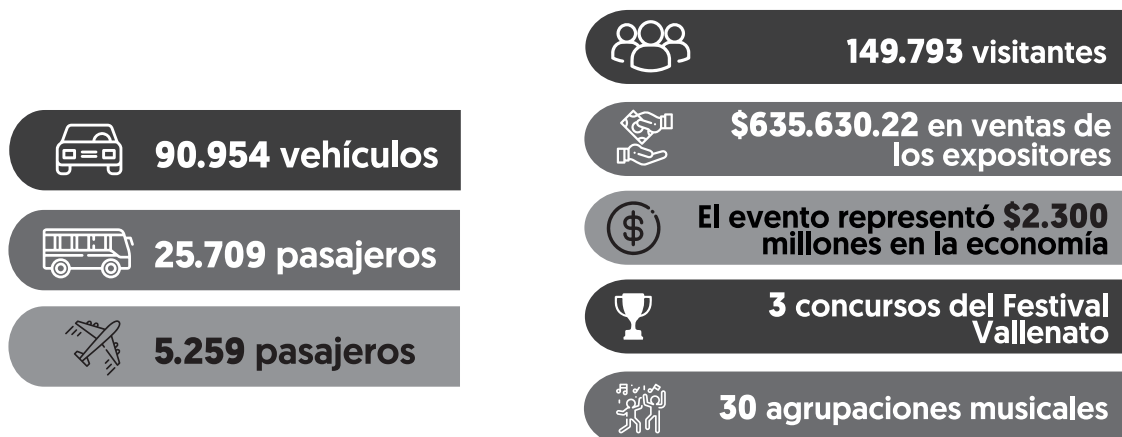 90.954 vehículos
25.709 pasajeros
5.259 pasajeros
149.793 visitantes
$635.630.22 en ventas de
los expositores
El evento representó $2.300
millones en la economía
3 concursos del Festival
Vallenato
30 agrupaciones musicales